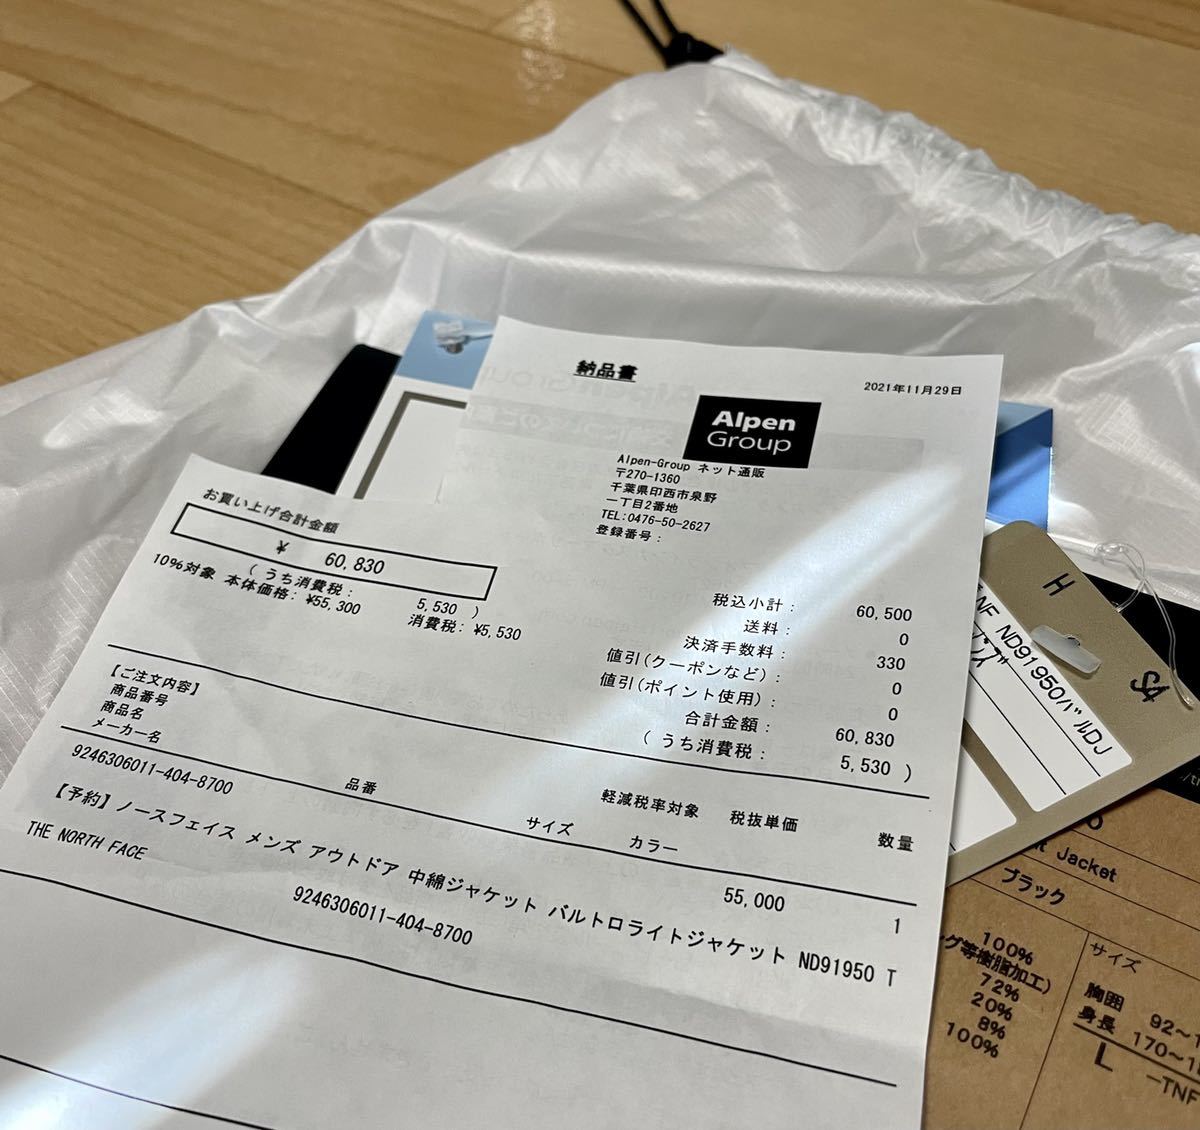 納品書
2021年11月29日
Alpen
Group
Alpen-Group ネット通販
〒270-1360
千葉県印西市泉野
一丁目2番地
TEL:0476-50-2627
登録番号:
お買い上げ合計金額
¥ 60,830
( うち消費税: 5,530 )
10%対象 本体価格: ¥55,300
消費税: ¥5,530
税込小計: 60,500
送料: 0
決済手数料: 330
値引(クーポンなど): 0
値引(ポイント使用): 0
合計金額: 60,830
( うち消費税: 5,530 )
【ご注文内容】
商品番号
商品名
メーカー名
品番
サイズ
軽減税率対象
カラー
税抜単価
数量
9246306011-404-8700
55,000
1
【予約】ノースフェイス メンズ アウトドア 中綿ジャケット バルトロライトジャケット ND91950 T
THE NORTH FACE
9246306011-404-8700
H
TNF ND91950バルDJ
Jacket
ブラック
100%
グ等樹脂加工)
72%
20%
8%
100%
サイズ
胸囲 92~1
身長 170~1
L
-TNF